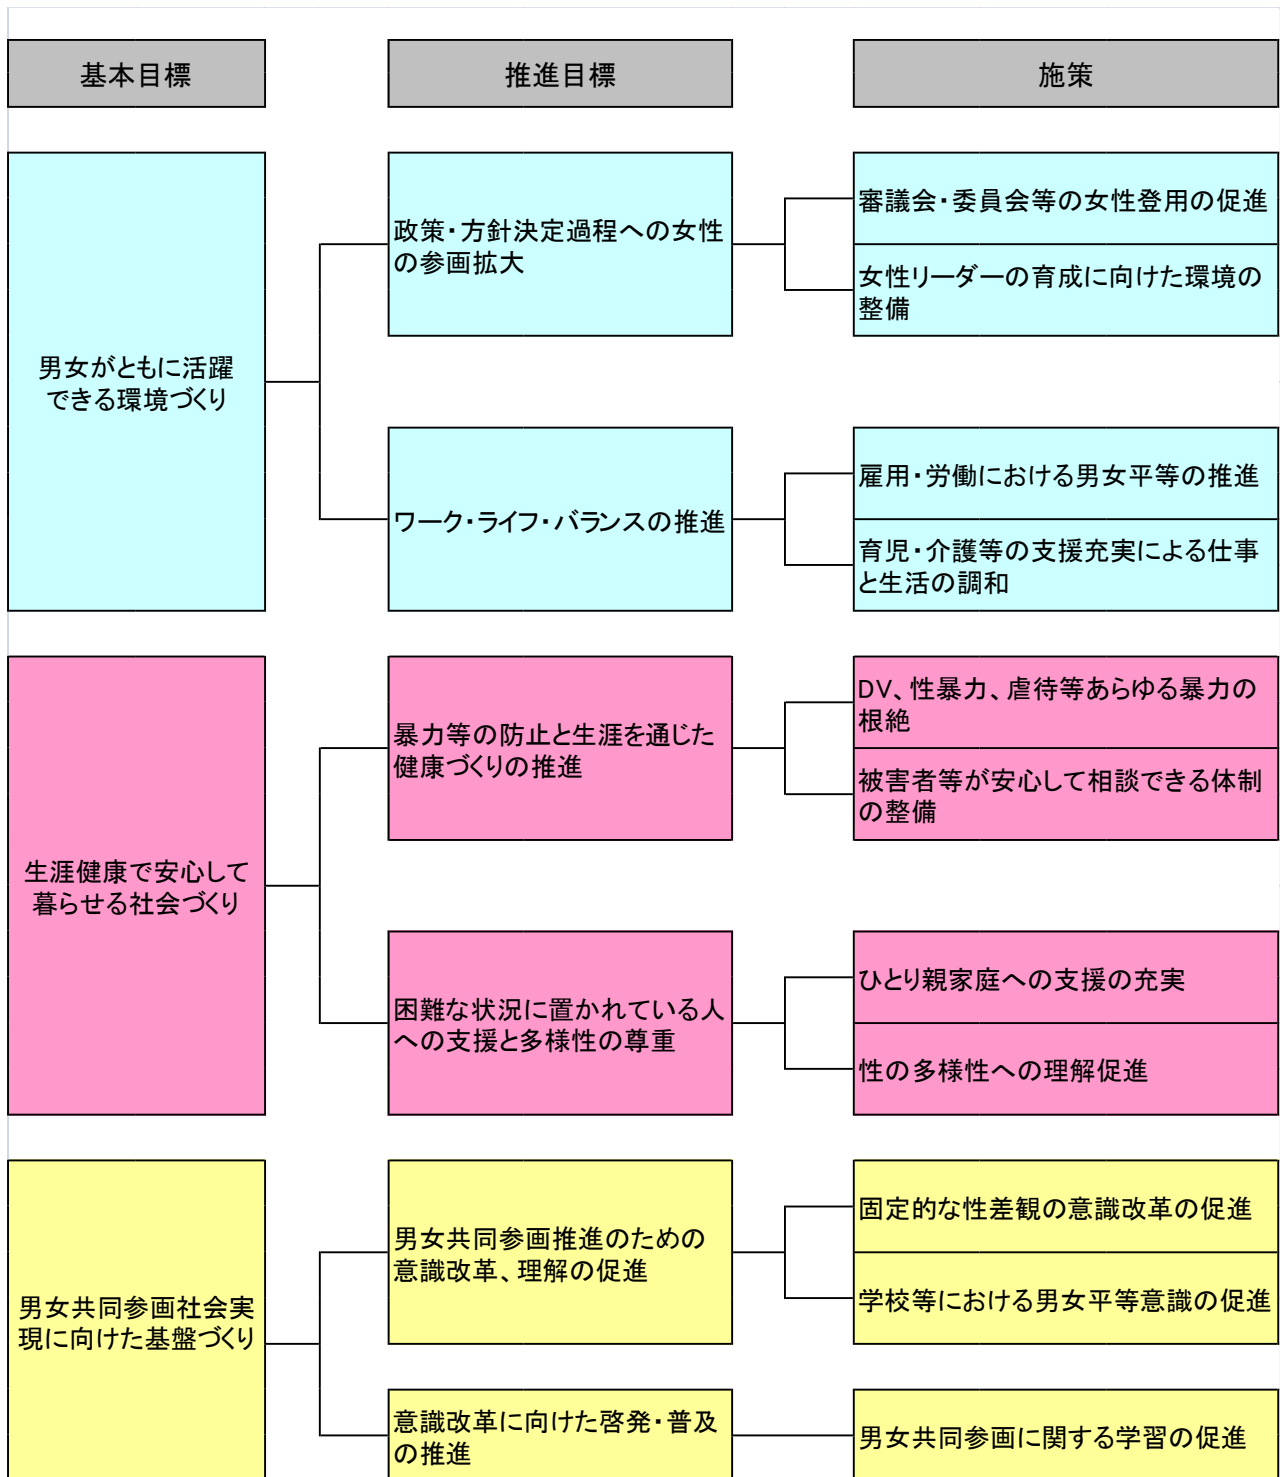 基本目標
推進目標
施策
男女がともに活躍
できる環境づくり
政策・方針決定過程への女性
の参画拡大
審議会・委員会等の女性登用の促進
女性リーダーの育成に向けた環境の
整備
ワーク・ライフ・バランスの推進
雇用・労働における男女平等の推進
育児・介護等の支援充実による仕事
と生活の調和
生涯健康で安心して
暮らせる社会づくり
暴力等の防止と生涯を通じた
健康づくりの推進
DV、性暴力、虐待等あらゆる暴力の
根絶
被害者等が安心して相談できる体制
の整備
困難な状況に置かれている人
への支援と多様性の尊重
ひとり親家庭への支援の充実
性の多様性への理解促進
男女共同参画社会実
現に向けた基盤づくり
男女共同参画推進のための
意識改革、理解の促進
固定的な性差観の意識改革の促進
学校等における男女平等意識の促進
意識改革に向けた啓発・普及
の推進
男女共同参画に関する学習の促進